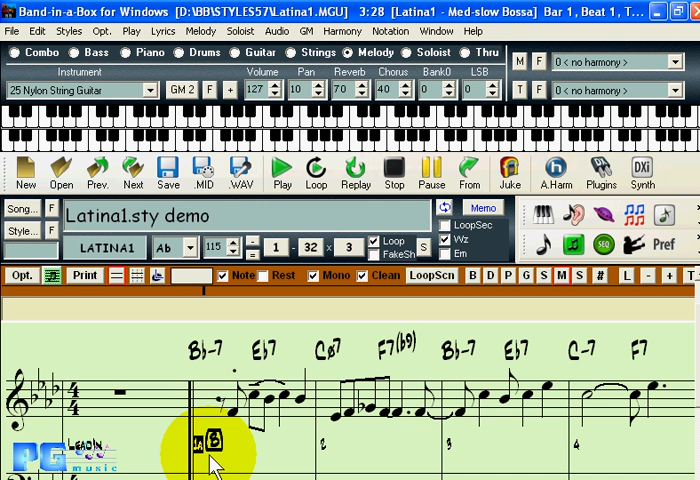 Band-in-a-Box for Windows [D:\BB\STYLES57\Latina1.MGU] 3:28 [Latina1 - Med-slow Bossa] Bar 1, Beat 1, T...
File Edit Styles Opt. Play Lyrics Melody Soloist Audio GM Harmony Notation Window Help
Combo Bass Piano Drums Guitar Strings Melody Soloist Thru
M F 0 < no harmony >
Instrument Volume Pan Reverb Chorus Bank0 LSB
25 Nylon String Guitar GM 2 F + 127 10 70 40 0 0
T F 0 < no harmony >
New Open Prev. Next Save .MID .WAV Play Loop Replay Stop Pause From Juke A.Harm Plugins Synth
DXi
Song... F Latina1.sty demo Memo
LoopSec
Style... F LATINA1 Ab 115 - = 1 - 32 x 3 Loop FakeSh S Wz Em
SEQ Pref
Opt. Print Note Rest Mono Clean LoopScn B D P G S M S # L - + T
Bb-7 Eb7 Cø7 F7(b9) Bb-7 Eb7 C-7 F7
4
4
LeadIn B 2 3 4
PG music